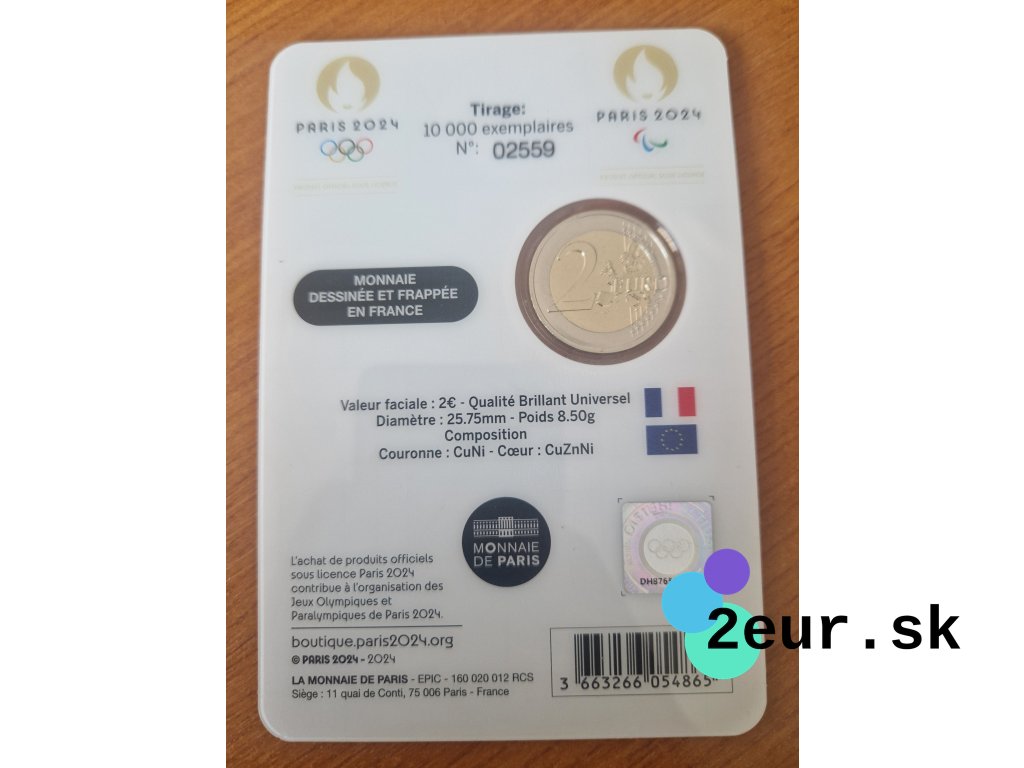 PARIS 2024
Tirage:
10 000 exemplaires
N°: 02559
PARIS 2024
MONNAIE
DESSINÉE ET FRAPPÉE
EN FRANCE
2 EURO
Valeur faciale : 2€ - Qualité Brillant Universel
Diamètre : 25.75mm - Poids 8.50g
Composition
Couronne : CuNi - Cœur : CuZnNi
MONNAIE
DE PARIS
L'achat de produits officiels
sous licence Paris 2024
contribue à l'organisation des
Jeux Olympiques et
Paralympiques de Paris 2024.
boutique.paris2024.org
© PARIS 2024 - 2024
LA MONNAIE DE PARIS - EPIC - 160 020 012 RCS
Siège : 11 quai de Conti, 75 006 Paris - France
3 663266 054865
2eur.sk